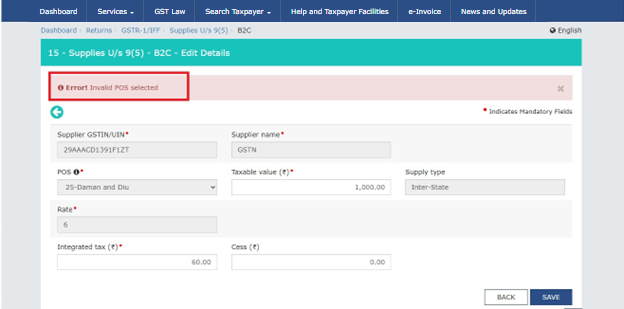 Dashboard Services GST Law Search Taxpayer Help and Taxpayer Facilities e-Invoice News and Updates
Dashboard › Returns › GSTR-1/IFF › Supplies U/s 9(5) › B2C English
15 - Supplies U/s 9(5) - B2C - Edit Details
Error! Invalid POS selected ×
* Indicates Mandatory Fields
Supplier GSTIN/UIN* Supplier name*
29AAACD1391F1ZT GSTN
POS * Taxable value (₹)* Supply type
25-Daman and Diu 1,000.00 Inter-State
Rate*
6
Integrated tax (₹)* Cess (₹)
60.00 0.00
BACK SAVE